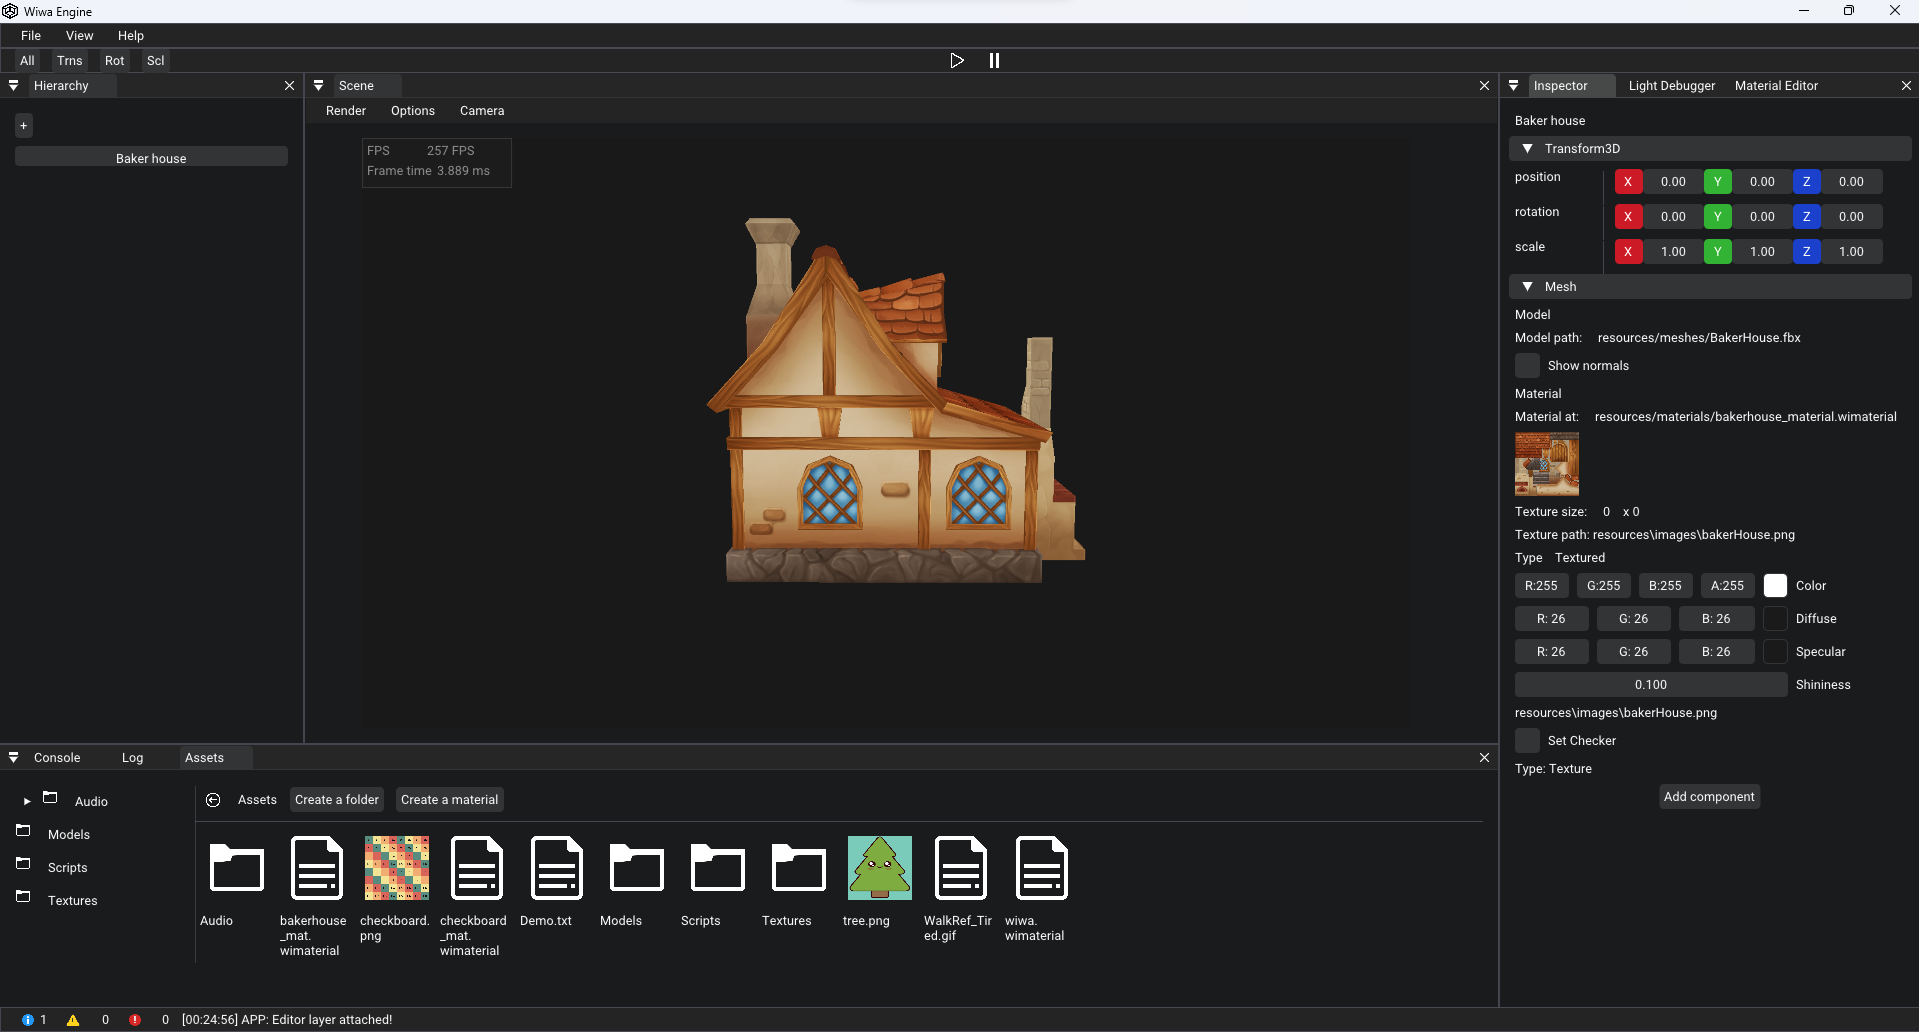 Wiwa Engine
File View Help
All Trns Rot Scl
Hierarchy
+
Baker house
Scene
Render Options Camera
FPS 257 FPS
Frame time 3.889 ms
Inspector Light Debugger Material Editor
Baker house
Transform3D
position X 0.00 Y 0.00 Z 0.00
rotation X 0.00 Y 0.00 Z 0.00
scale X 1.00 Y 1.00 Z 1.00
Mesh
Model
Model path: resources/meshes/BakerHouse.fbx
Show normals
Material
Material at: resources/materials/bakerhouse_material.wimaterial
Texture size: 0 x 0
Texture path: resources\images\bakerHouse.png
Type Textured
R:255 G:255 B:255 A:255 Color
R: 26 G: 26 B: 26 Diffuse
R: 26 G: 26 B: 26 Specular
0.100 Shininess
resources\images\bakerHouse.png
Set Checker
Type: Texture
Add component
Console Log Assets
Audio
Models
Scripts
Textures
Assets Create a folder Create a material
Audio
bakerhouse
_mat.
wimaterial
checkboard.
png
checkboard
_mat.
wimaterial
Demo.txt
Models
Scripts
Textures
tree.png
WalkRef_Tir
ed.gif
wiwa.
wimaterial
1 0 0 [00:24:56] APP: Editor layer attached!